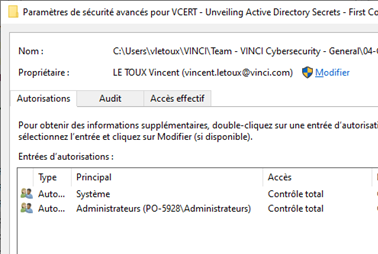 Paramètres de sécurité avancés pour VCERT - Unveiling Active Directory Secrets - First Co
Nom : C:\Users\vletoux\VINCI\Team - VINCI Cybersecurity - General\04-
Propriétaire : LE TOUX Vincent (vincent.letoux@vinci.com) Modifier
Autorisations Audit Accès effectif
Pour obtenir des informations supplémentaires, double-cliquez sur une entrée d'autorisati
sélectionnez l'entrée et cliquez sur Modifier (si disponible).
Entrées d'autorisations :
Type Principal Accès
Auto... Système Contrôle total
Auto... Administrateurs (PO-5928\Administrateurs) Contrôle total